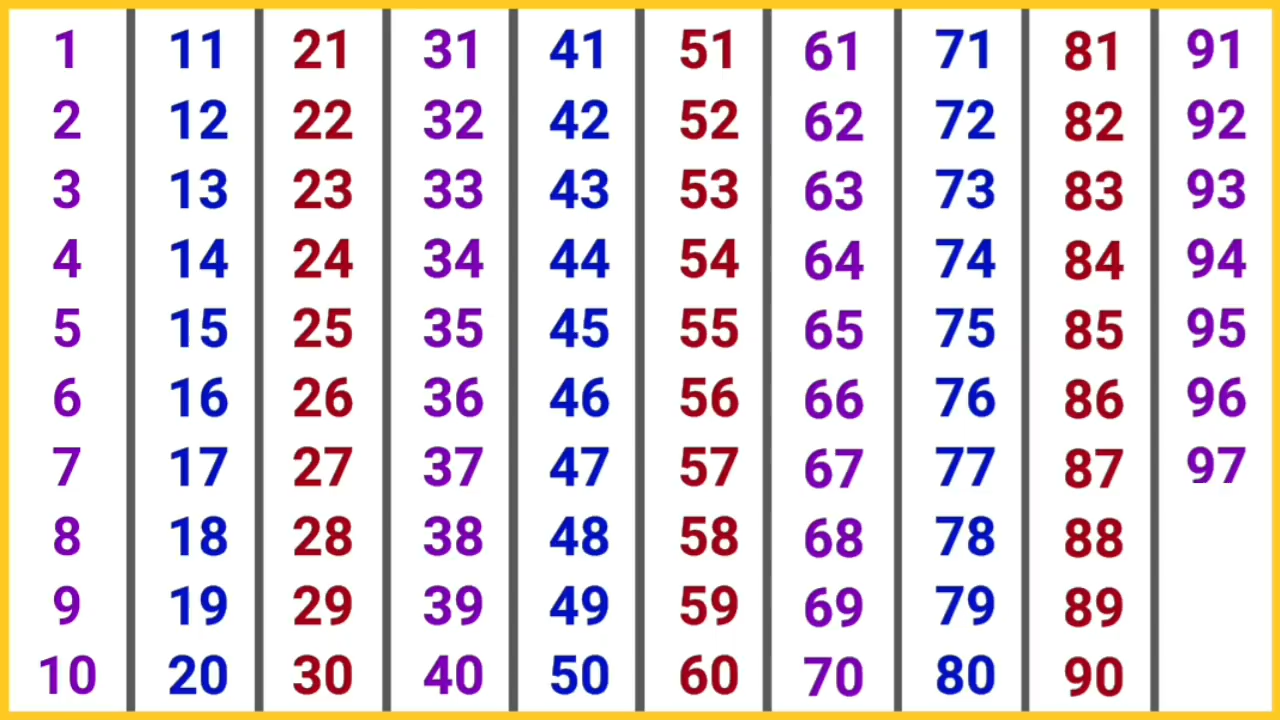 1 11 21 31 41 51 61 71 81 91
2 12 22 32 42 52 62 72 82 92
3 13 23 33 43 53 63 73 83 93
4 14 24 34 44 54 64 74 84 94
5 15 25 35 45 55 65 75 85 95
6 16 26 36 46 56 66 76 86 96
7 17 27 37 47 57 67 77 87 97
8 18 28 38 48 58 68 78 88
9 19 29 39 49 59 69 79 89
10 20 30 40 50 60 70 80 90